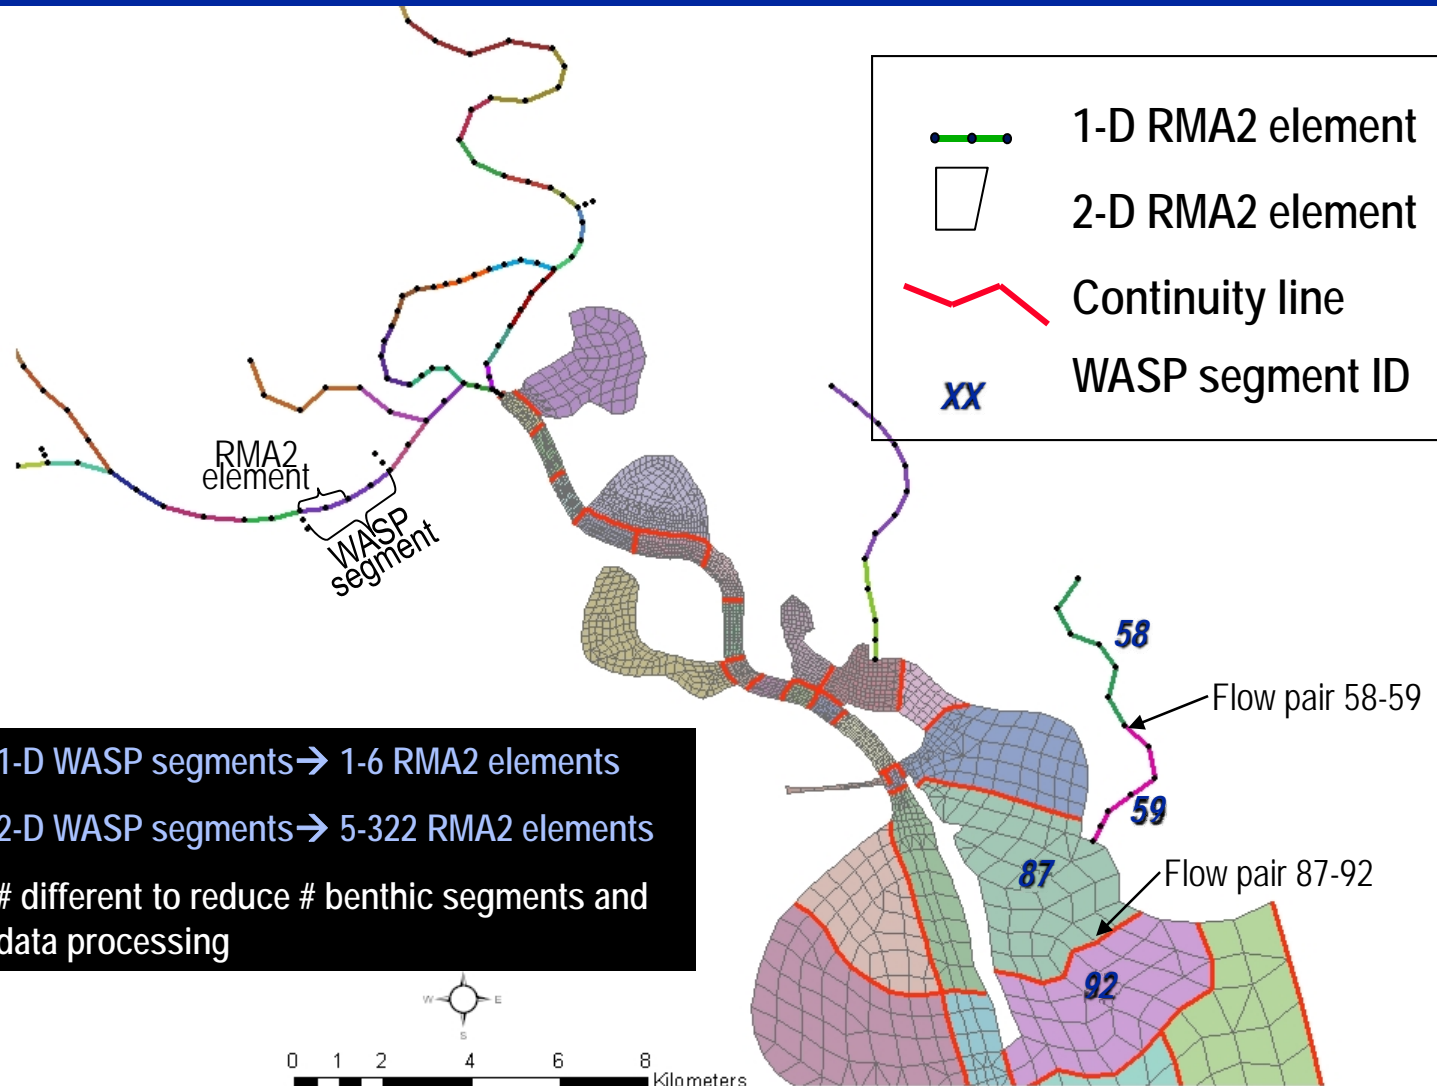 1-D RMA2 element
2-D RMA2 element
Continuity line
XX WASP segment ID
RMA2
element
WASP
segment
58
Flow pair 58-59
59
87
Flow pair 87-92
92
1-D WASP segments→ 1-6 RMA2 elements
2-D WASP segments→ 5-322 RMA2 elements
# different to reduce # benthic segments and
data processing
W E
S
0 1 2 4 6 8
Kilometers